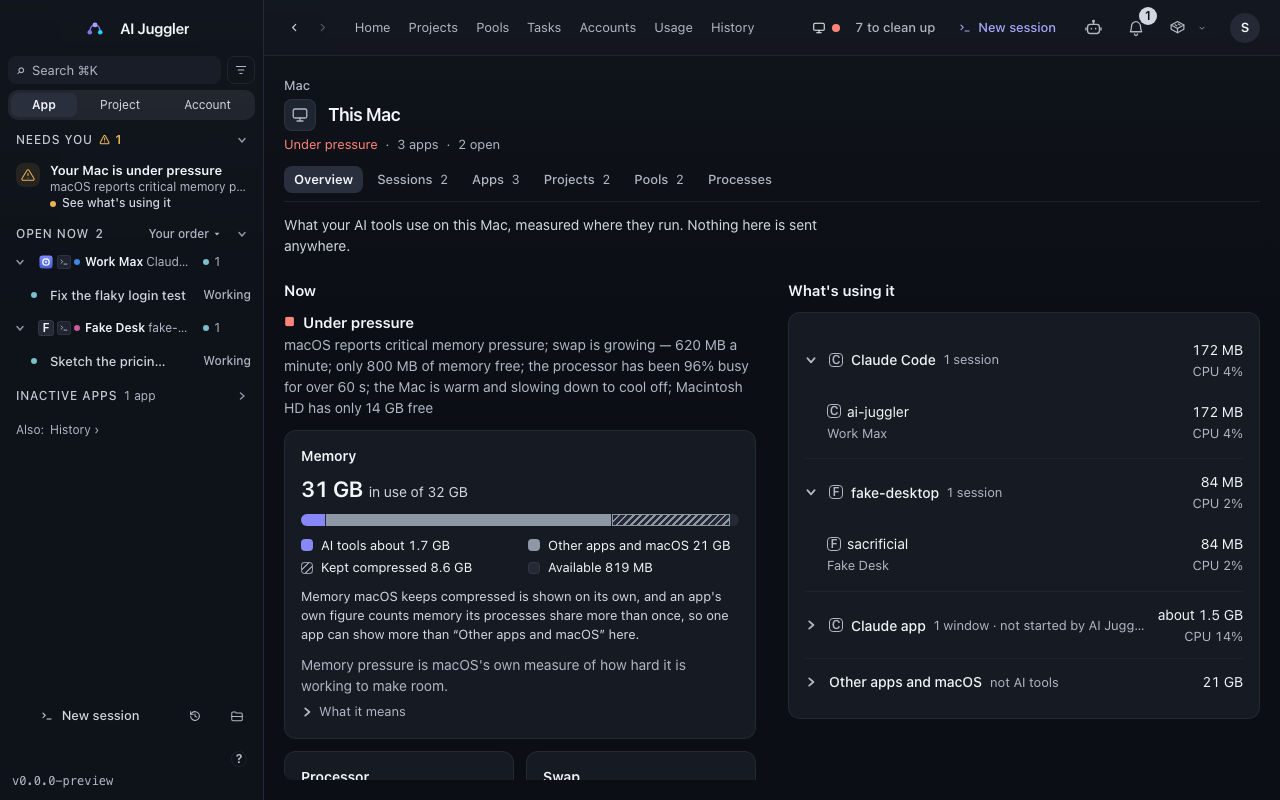 AI Juggler
Search ⌘K
App Project Account
NEEDS YOU 1
Your Mac is under pressure
macOS reports critical memory p...
See what's using it
OPEN NOW 2 Your order
Work Max Claud... 1
Fix the flaky login test Working
F Fake Desk fake-... 1
Sketch the pricin... Working
INACTIVE APPS 1 app
Also: History ›
New session
?
v0.0.0-preview
Home Projects Pools Tasks Accounts Usage History 7 to clean up New session 1 S
Mac
This Mac
Under pressure · 3 apps · 2 open
Overview Sessions 2 Apps 3 Projects 2 Pools 2 Processes
What your AI tools use on this Mac, measured where they run. Nothing here is sent
anywhere.
Now
Under pressure
macOS reports critical memory pressure; swap is growing — 620 MB a
minute; only 800 MB of memory free; the processor has been 96% busy
for over 60 s; the Mac is warm and slowing down to cool off; Macintosh
HD has only 14 GB free
Memory
31 GB in use of 32 GB
AI tools about 1.7 GB Other apps and macOS 21 GB
Kept compressed 8.6 GB Available 819 MB
Memory macOS keeps compressed is shown on its own, and an app's
own figure counts memory its processes share more than once, so one
app can show more than “Other apps and macOS” here.
Memory pressure is macOS's own measure of how hard it is
working to make room.
What it means
Processor Swap
What's using it
C Claude Code 1 session 172 MB
CPU 4%
C ai-juggler 172 MB
Work Max CPU 4%
F fake-desktop 1 session 84 MB
CPU 2%
F sacrificial 84 MB
Fake Desk CPU 2%
C Claude app 1 window · not started by AI Jugg... about 1.5 GB
CPU 14%
Other apps and macOS not AI tools 21 GB